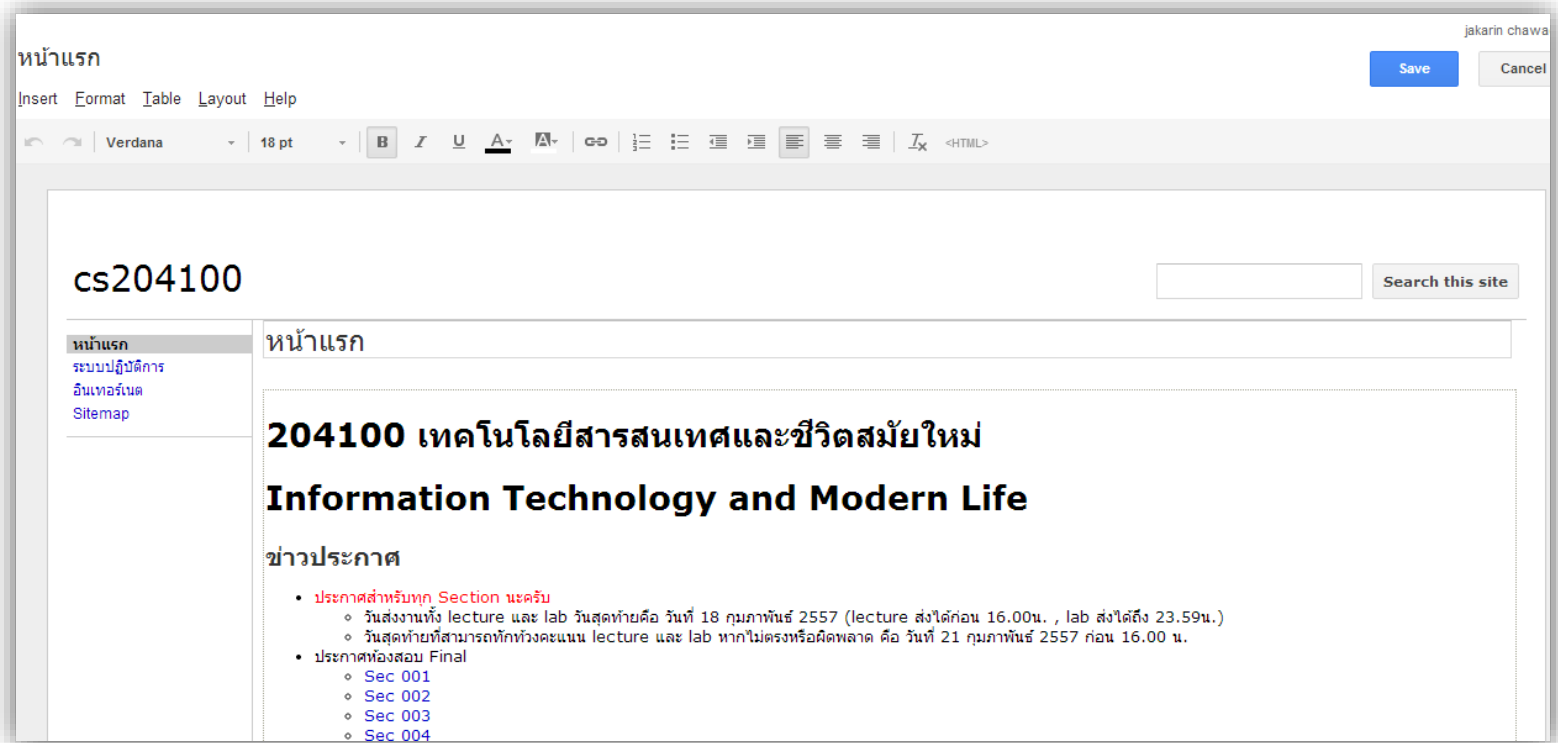 jakarin chawa
หน้าแรก
Save Cancel
Insert Format Table Layout Help
Verdana 18 pt B I U A A <HTML>
cs204100
Search this site
หน้าแรก
ระบบปฏิบัติการ
อินเทอร์เนต
Sitemap
หน้าแรก
204100 เทคโนโลยีสารสนเทศและชีวิตสมัยใหม่
Information Technology and Modern Life
ข่าวประกาศ
ประกาศสำหรับทุก Section นะครับ
วันส่งงานทั้ง lecture และ lab วันสุดท้ายคือ วันที่ 18 กุมภาพันธ์ 2557 (lecture ส่งได้ก่อน 16.00น. , lab ส่งได้ถึง 23.59น.)
วันสุดท้ายที่สามารถทักท้วงคะแนน lecture และ lab หากไม่ตรงหรือผิดพลาด คือ วันที่ 21 กุมภาพันธ์ 2557 ก่อน 16.00 น.
ประกาศห้องสอบ Final
Sec 001
Sec 002
Sec 003
Sec 004